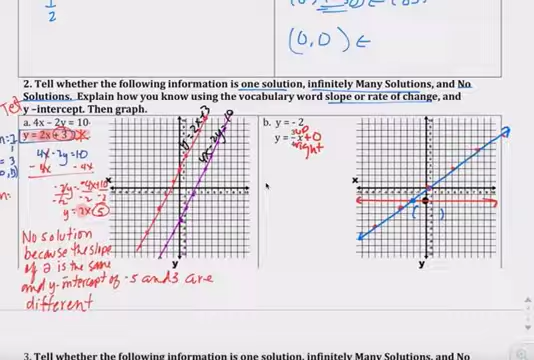 1
2
(0, 0) ∈
2. Tell whether the following information is one solution, infinitely Many Solutions, and No
Solutions. Explain how you know using the vocabulary word slope or rate of change, and
y –intercept. Then graph.
a. 4x – 2y = 10
y = 2x + 3
4x - 2y = 10
-4x -4x
-2y = -4x+10
-2 -2 -2
y = 2x 5
No solution
because the slope
of 2 is the same
and y-intercept of -5 and 3 are
different
y = 2x+3
4x - 2y = 10
x
y
b. y = -2
+0
right
x
y
( )
3. Tell whether the following information is one solution, infinitely Many Solutions, and No